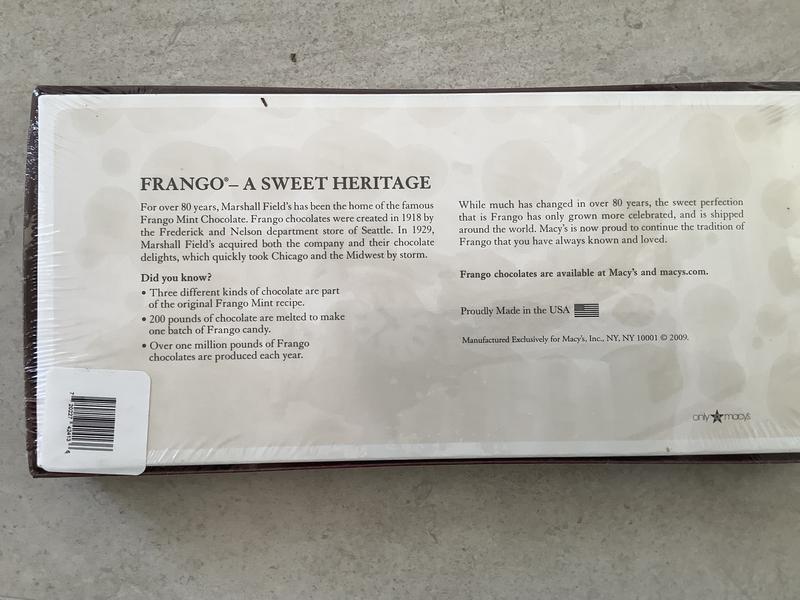 FRANGO®– A SWEET HERITAGE
For over 80 years, Marshall Field's has been the home of the famous
Frango Mint Chocolate. Frango chocolates were created in 1918 by
the Frederick and Nelson department store of Seattle. In 1929,
Marshall Field's acquired both the company and their chocolate
delights, which quickly took Chicago and the Midwest by storm.
Did you know?
• Three different kinds of chocolate are part
of the original Frango Mint recipe.
• 200 pounds of chocolate are melted to make
one batch of Frango candy.
• Over one million pounds of Frango
chocolates are produced each year.
While much has changed in over 80 years, the sweet perfection
that is Frango has only grown more celebrated, and is shipped
around the world. Macy's is now proud to continue the tradition of
Frango that you have always known and loved.
Frango chocolates are available at Macy's and macys.com.
Proudly Made in the USA
Manufactured Exclusively for Macy's, Inc., NY, NY 10001 © 2009.
only macys